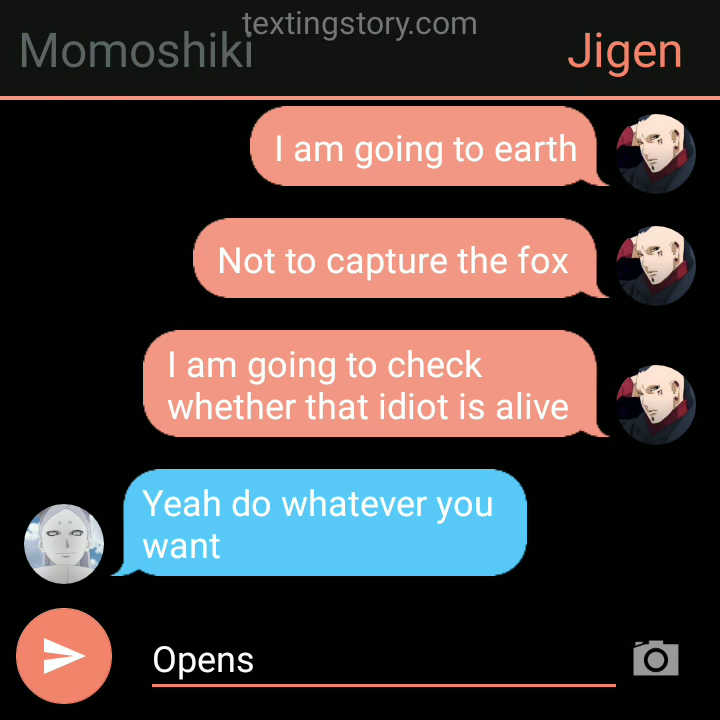 textingstory.com
Momoshiki
Jigen
I am going to earth
Not to capture the fox
I am going to check
whether that idiot is alive
Yeah do whatever you
want
Opens